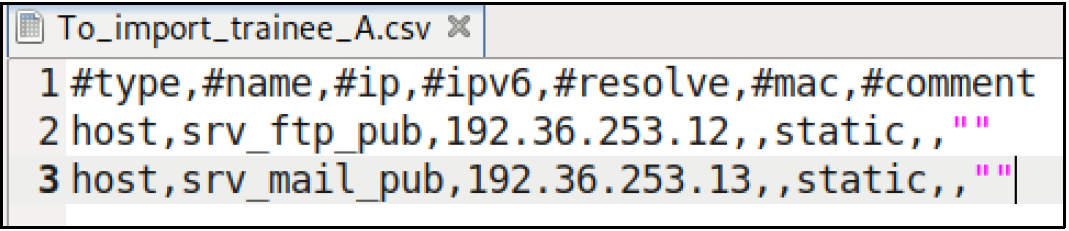 To_import_trainee_A.csv
1 #type,#name,#ip,#ipv6,#resolve,#mac,#comment
2 host,srv_ftp_pub,192.36.253.12,,static,,""
3 host,srv_mail_pub,192.36.253.13,,static,,""